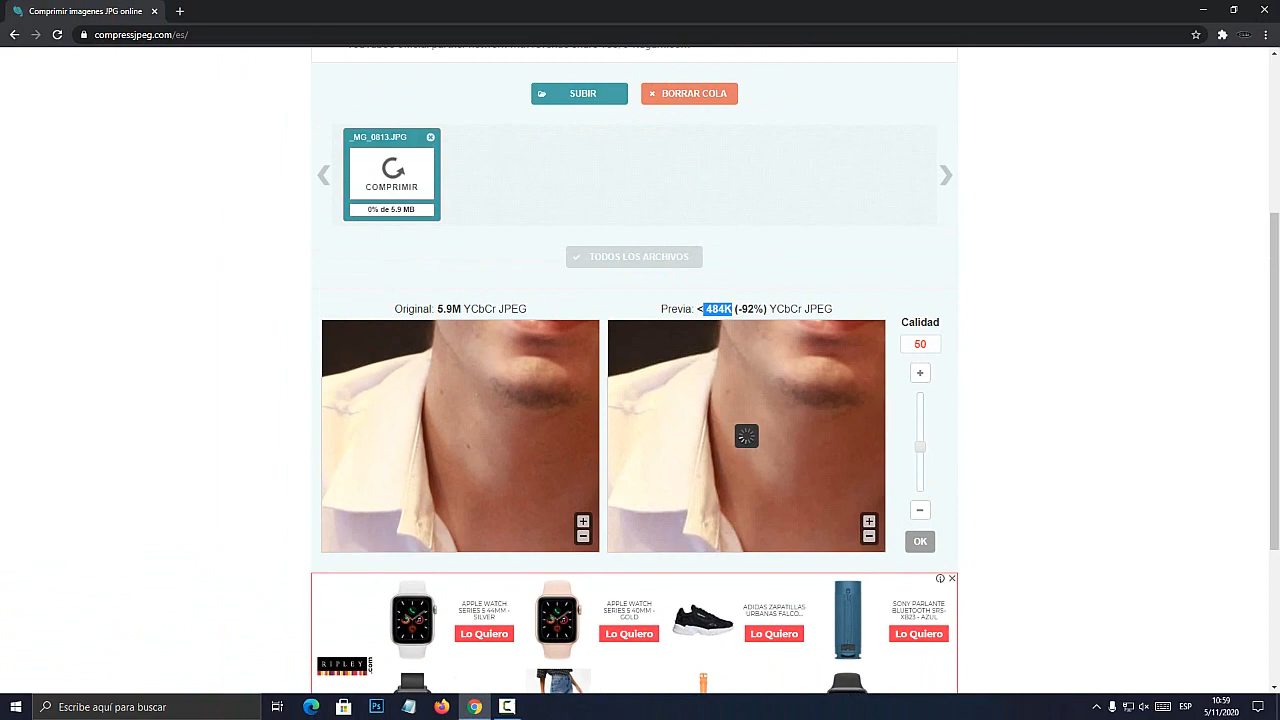 Comprimir imagenes JPG online
compressjpeg.com/es/
SUBIR
BORRAR COLA
_MG_0813.JPG
COMPRIMIR
0% de 5.9 MB
TODOS LOS ARCHIVOS
Original: 5.9M YCbCr JPEG
Previa: < 484K (-92%) YCbCr JPEG
Calidad
50
OK
APPLE WATCH
SERIES 5 44MM -
SILVER
Lo Quiero
APPLE WATCH
SERIES 5 40MM -
GOLD
Lo Quiero
ADIDAS ZAPATILLAS
URBANAS FALCO...
Lo Quiero
SONY PARLANTE
BLUETOOTH SRS-
XB23 - AZUL
Lo Quiero
RIPLEY.com
Escribe aquí para buscar
ESP
10:59
5/11/2020